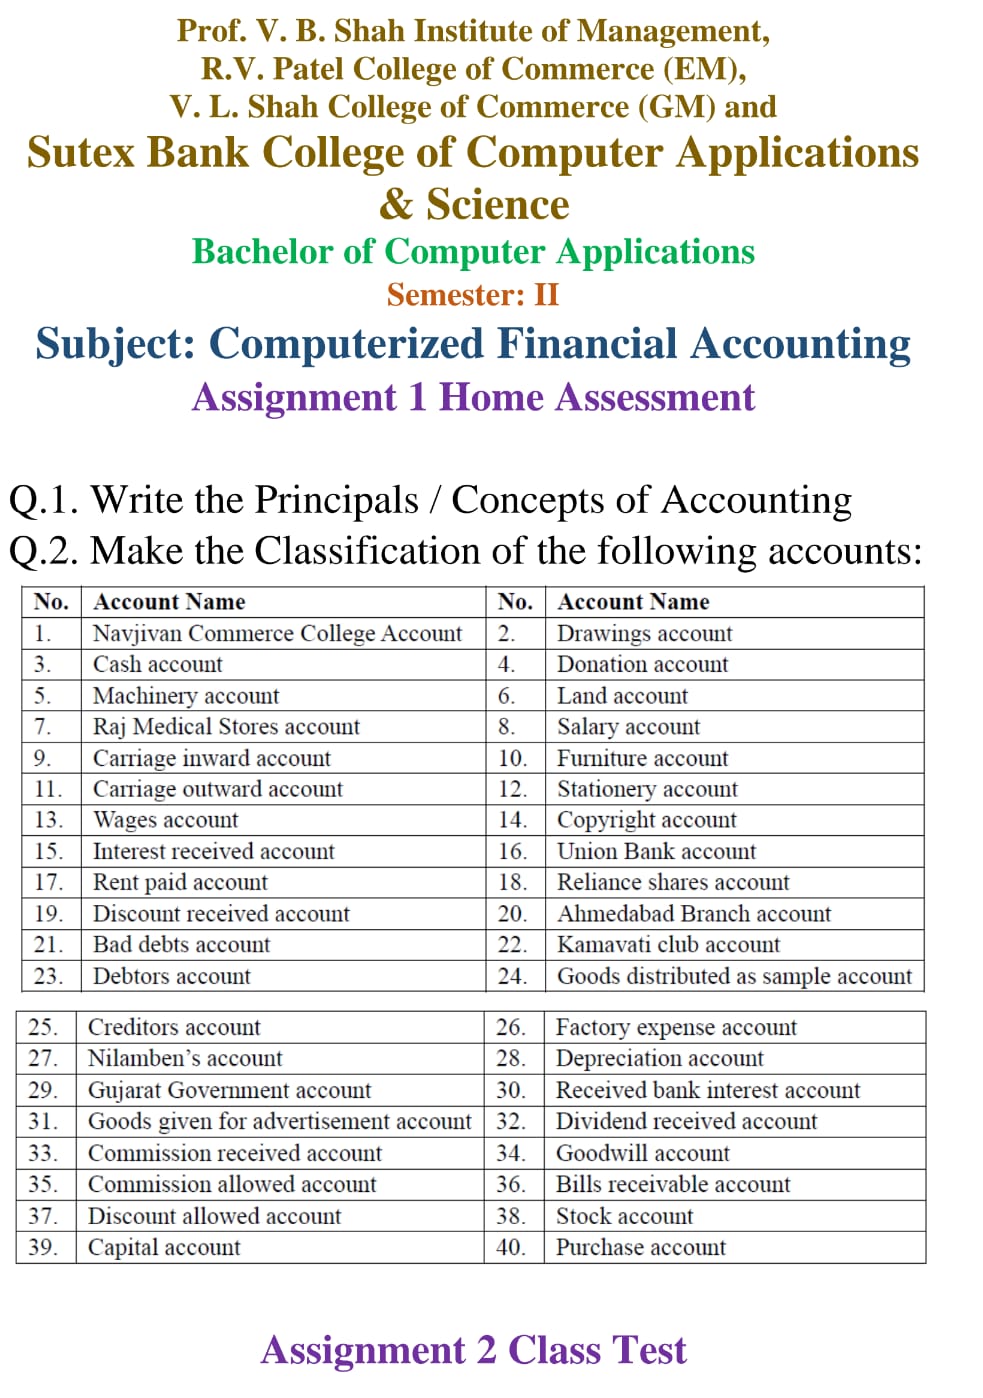 Prof. V. B. Shah Institute of Management,
R.V. Patel College of Commerce (EM),
V. L. Shah College of Commerce (GM) and
Sutex Bank College of Computer Applications
& Science
Bachelor of Computer Applications
Semester: II
Subject: Computerized Financial Accounting
Assignment 1 Home Assessment
Q.1. Write the Principals / Concepts of Accounting
Q.2. Make the Classification of the following accounts:
No. Account Name No. Account Name
1. Navjivan Commerce College Account 2. Drawings account
3. Cash account 4. Donation account
5. Machinery account 6. Land account
7. Raj Medical Stores account 8. Salary account
9. Carriage inward account 10. Furniture account
11. Carriage outward account 12. Stationery account
13. Wages account 14. Copyright account
15. Interest received account 16. Union Bank account
17. Rent paid account 18. Reliance shares account
19. Discount received account 20. Ahmedabad Branch account
21. Bad debts account 22. Kamavati club account
23. Debtors account 24. Goods distributed as sample account
25. Creditors account 26. Factory expense account
27. Nilamben’s account 28. Depreciation account
29. Gujarat Government account 30. Received bank interest account
31. Goods given for advertisement account 32. Dividend received account
33. Commission received account 34. Goodwill account
35. Commission allowed account 36. Bills receivable account
37. Discount allowed account 38. Stock account
39. Capital account 40. Purchase account
Assignment 2 Class Test